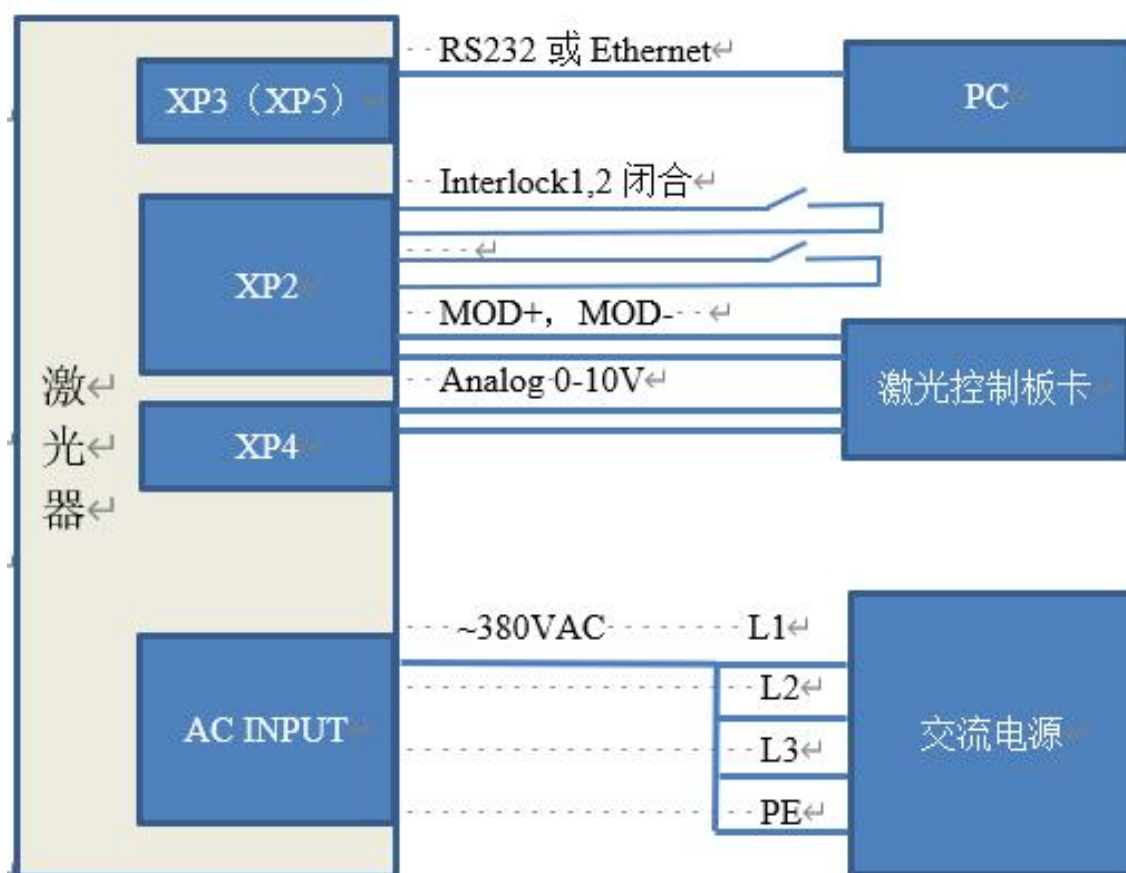 RS232 或 Ethernet
XP3（XP5）
PC
Interlock1,2 闭合
XP2
MOD+，MOD-
Analog 0-10V
激光控制板卡
激
光
器
XP4
~380VAC L1
L2
AC INPUT
交流电源
L3
PE